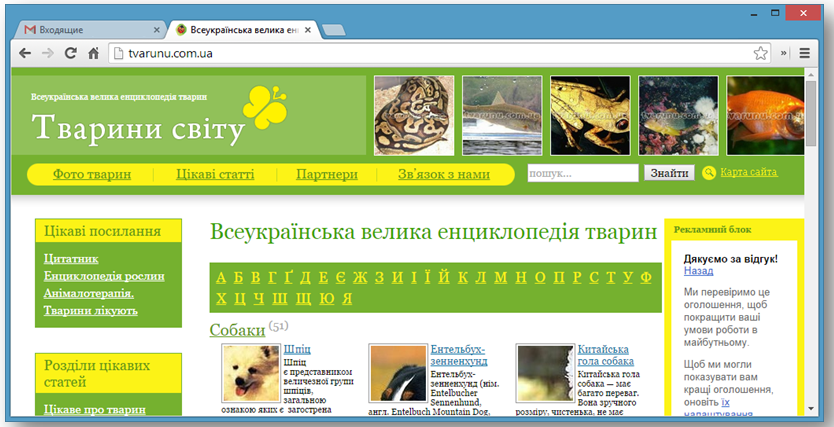 Входящие
Всеукраїнська велика ен
tvarunu.com.ua
Всеукраїнська велика енциклопедія тварин
Тварини світу
Фото тварин
Цікаві статті
Партнери
Зв'язок з нами
пошук...
Знайти
Карта сайта
Цікаві посилання
Цитатник
Енциклопедія рослин
Анімалотерапія.
Тварини лікують
Розділи цікавих
статей
Цікаве про тварин
Всеукраїнська велика енциклопедія тварин
А Б В Г Ґ Д Е Є Ж З И І Ї Й К Л М Н О П Р С Т У Ф
Х Ц Ч Ш Щ Ю Я
Собаки (51)
Шпіц
Шпіц
є представником
величезної групи
шпіців,
загальною
ознакою яких є загострена
Ентельбух-
зенненхунд
Ентельбух-
зенненхунд (нім.
Entelbucher
Sennenhund,
англ. Entelbuch Mountain Dog,
Китайська
гола собака
Китайська гола
собака — має
багато переваг.
Вона зручного
розміру, чистенька, не має
Рекламний блок
Дякуємо за відгук!
Назад
Ми перевіримо це
оголошення, щоб
покращити ваші
умови роботи в
майбутньому.
Щоб ми могли
показувати вам
кращі оголошення,
оновіть їх
налаштування